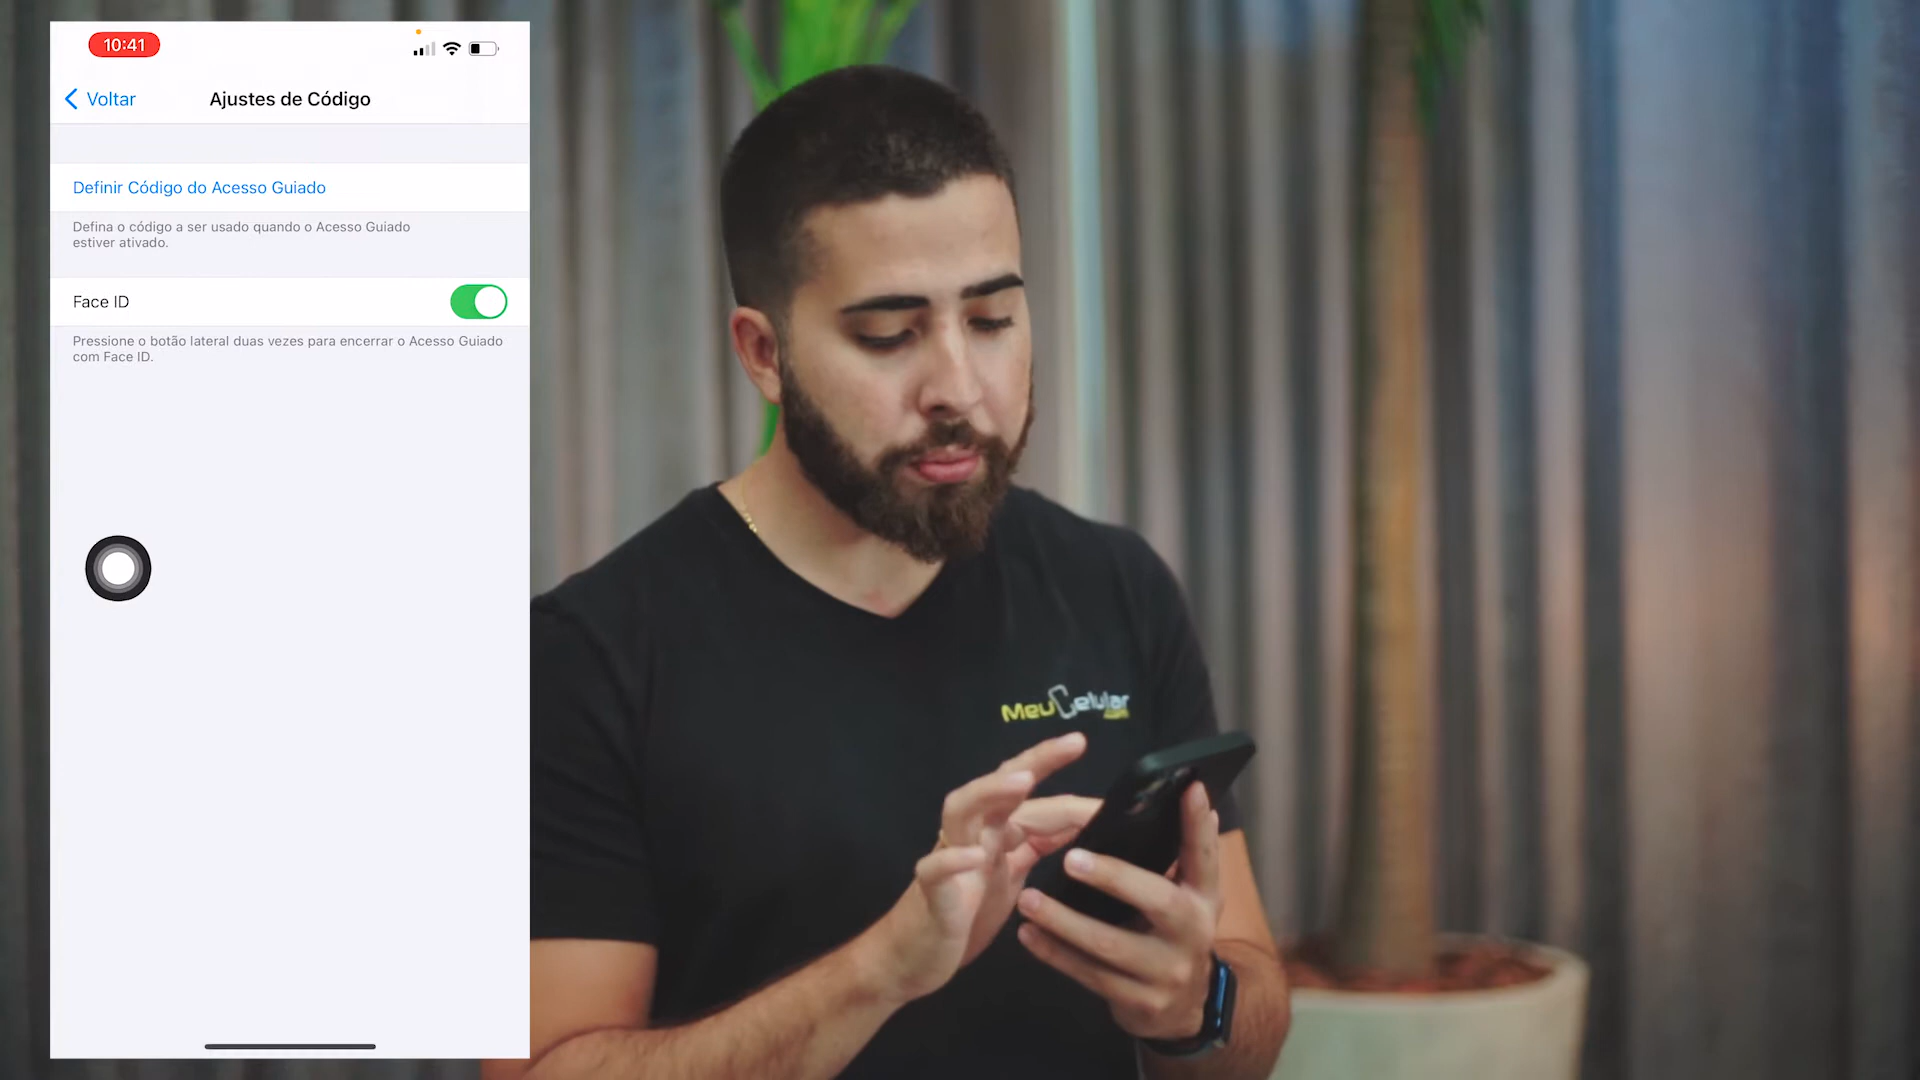 10:41
Voltar
Ajustes de Código
Definir Código do Acesso Guiado
Defina o código a ser usado quando o Acesso Guiado
estiver ativado.
Face ID
Pressione o botão lateral duas vezes para encerrar o Acesso Guiado
com Face ID.
MeuCelular
.com